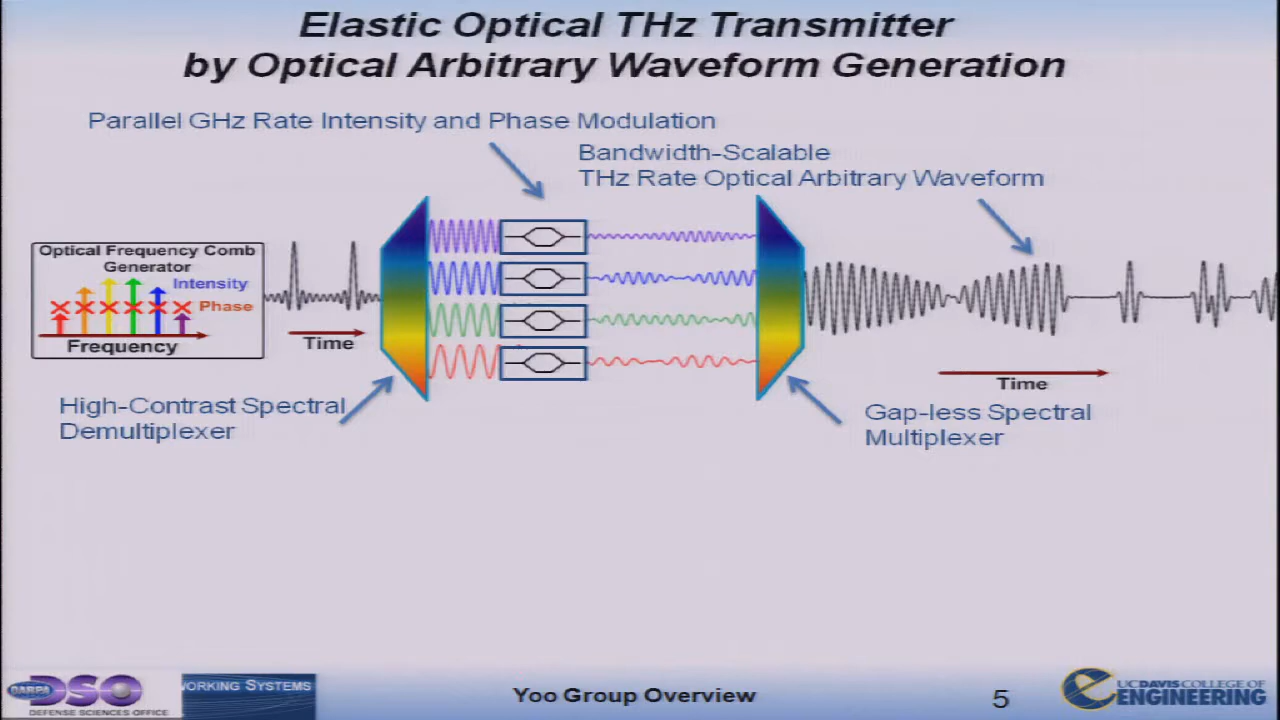 Elastic Optical THz Transmitter
by Optical Arbitrary Waveform Generation
Parallel GHz Rate Intensity and Phase Modulation
Bandwidth-Scalable
THz Rate Optical Arbitrary Waveform
Optical Frequency Comb
Generator
Intensity
Phase
Frequency
Time
High-Contrast Spectral
Demultiplexer
Time
Gap-less Spectral
Multiplexer
DARPA DSO
DEFENSE SCIENCES OFFICE
WORKING SYSTEMS
Yoo Group Overview
5
UC DAVIS COLLEGE OF
ENGINEERING